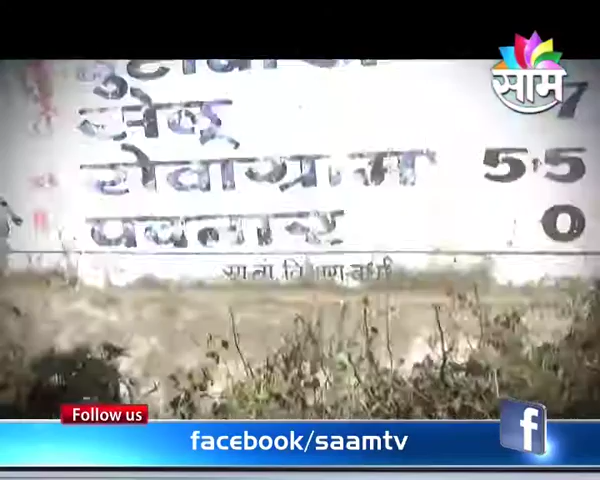 साम
सेलू 7
सेवाग्राम 5.5
पवनार 0
Follow us
facebook/saamtv
f